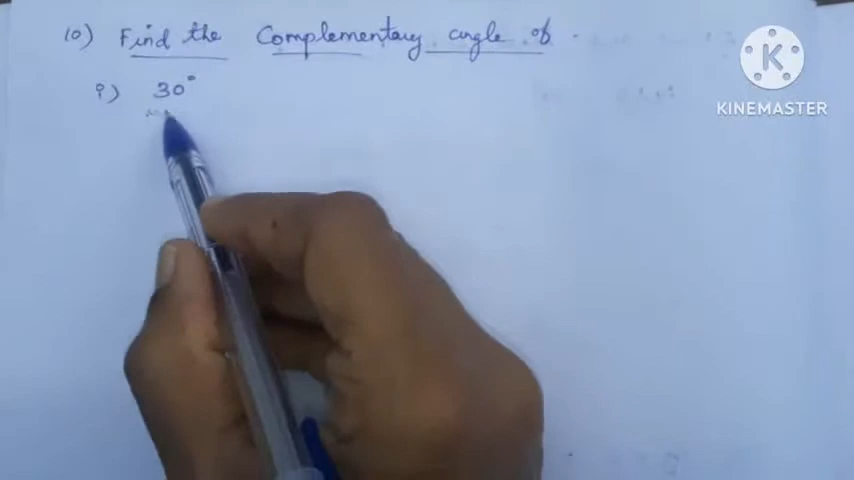 10) Find the Complementary angle of .
i) 30°
K
KINEMASTER